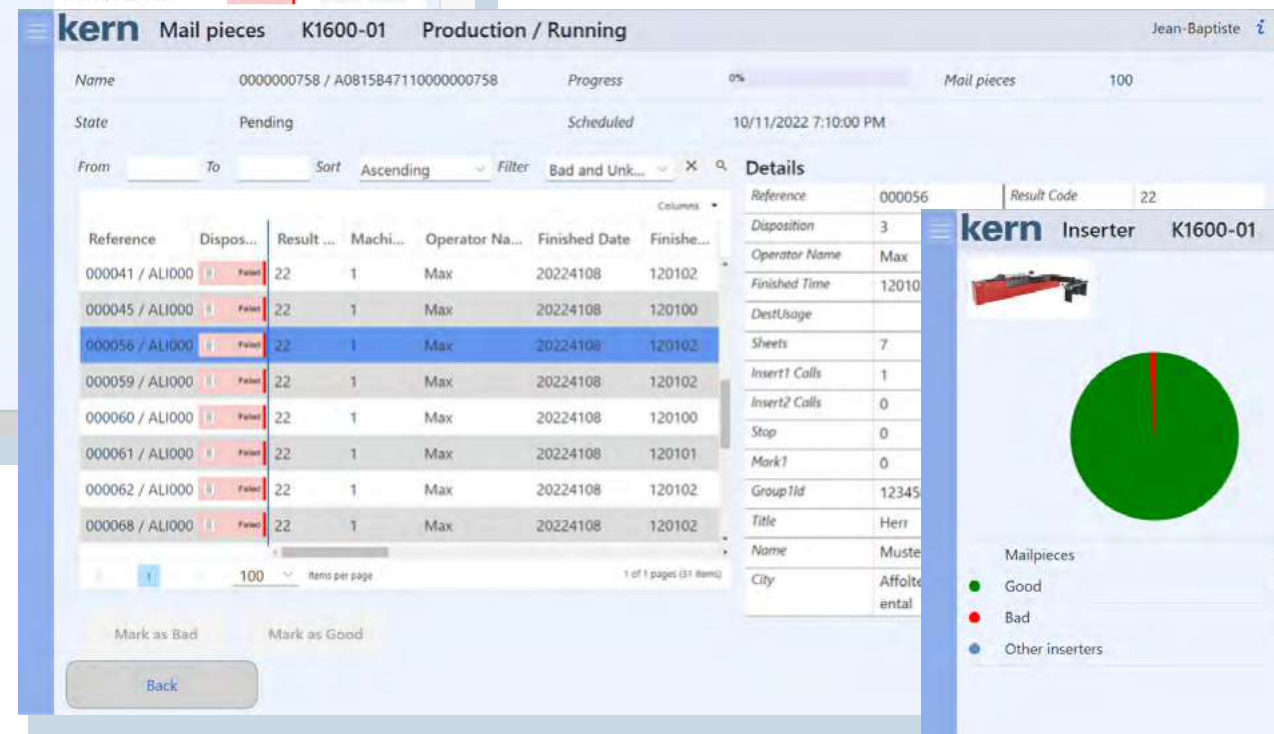 kern Mail pieces K1600-01 Production / Running Jean-Baptiste i
Name 0000000758 / A0815B47110000000758 Progress 0% Mail pieces 100
State Pending Scheduled 10/11/2022 7:10:00 PM
From To Sort Ascending Filter Bad and Unk...
Columns
Reference Dispos... Result ... Machi... Operator Na... Finished Date Finishe...
000041 / ALI000 Failed 22 1 Max 20224108 120102
000045 / ALI000 Failed 22 1 Max 20224108 120100
000056 / ALI000 Failed 22 1 Max 20224108 120102
000059 / ALI000 Failed 22 1 Max 20224108 120102
000060 / ALI000 Failed 22 1 Max 20224108 120100
000061 / ALI000 Failed 22 1 Max 20224108 120101
000062 / ALI000 Failed 22 1 Max 20224108 120102
000068 / ALI000 Failed 22 1 Max 20224108 120102
1 100 items per page 1 of 1 pages (31 items)
Mark as Bad Mark as Good
Back
Details
Reference 000056 Result Code 22
Disposition 3
Operator Name Max
Finished Time 12010
DestUsage
Sheets 7
Insert1 Calls 1
Insert2 Calls 0
Stop 0
Mark1 0
Group1Id 12345
Title Herr
Name Muste
City Affolte
ental
kern Inserter K1600-01
Mailpieces
Good
Bad
Other inserters